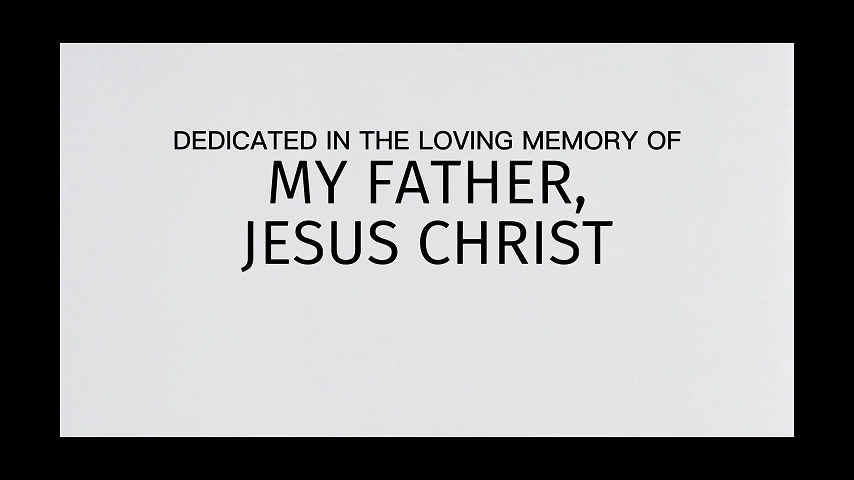 DEDICATED IN THE LOVING MEMORY OF
MY FATHER,
JESUS CHRIST